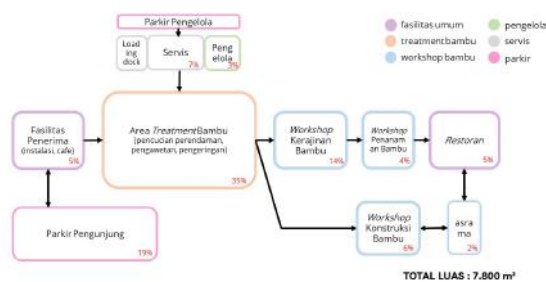 Parkir Pengelola
Load
ing
dock
Servis
7%
Peng
elola
3%
fasilitas umum
treatment bambu
workshop bambu
pengelola
servis
parkir
Fasilitas
Penerima
(instalasi, cafe)
5%
Area Treatment Bambu
(pencucian perendaman,
pengawetan, pengeringan)
35%
Workshop
Kerajinan
Bambu
14%
Workshop
Penanam
an Bambu
4%
Restoran
5%
Parkir Pengunjung
19%
Workshop
Konstruksi
Bambu
6%
asra
ma
2%
TOTAL LUAS : 7.800 m²